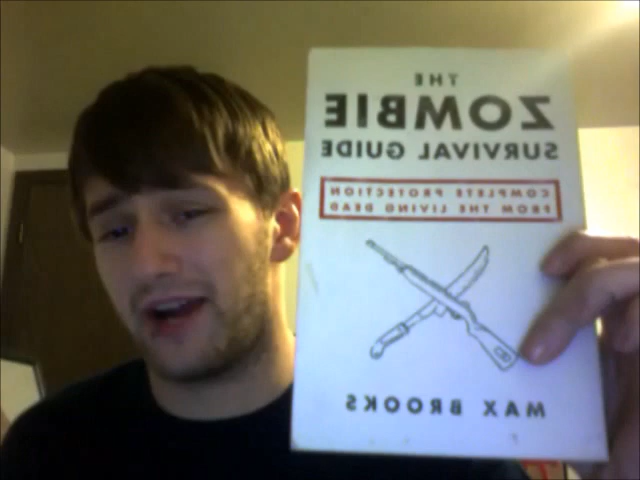 THE
ZOMBIE
SURVIVAL GUIDE
COMPLETE PROTECTION
FROM THE LIVING DEAD
MAX BROOKS